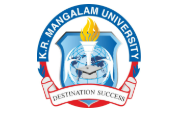 K.R. MANGALAM UNIVERSITY
DESTINATION SUCCESS